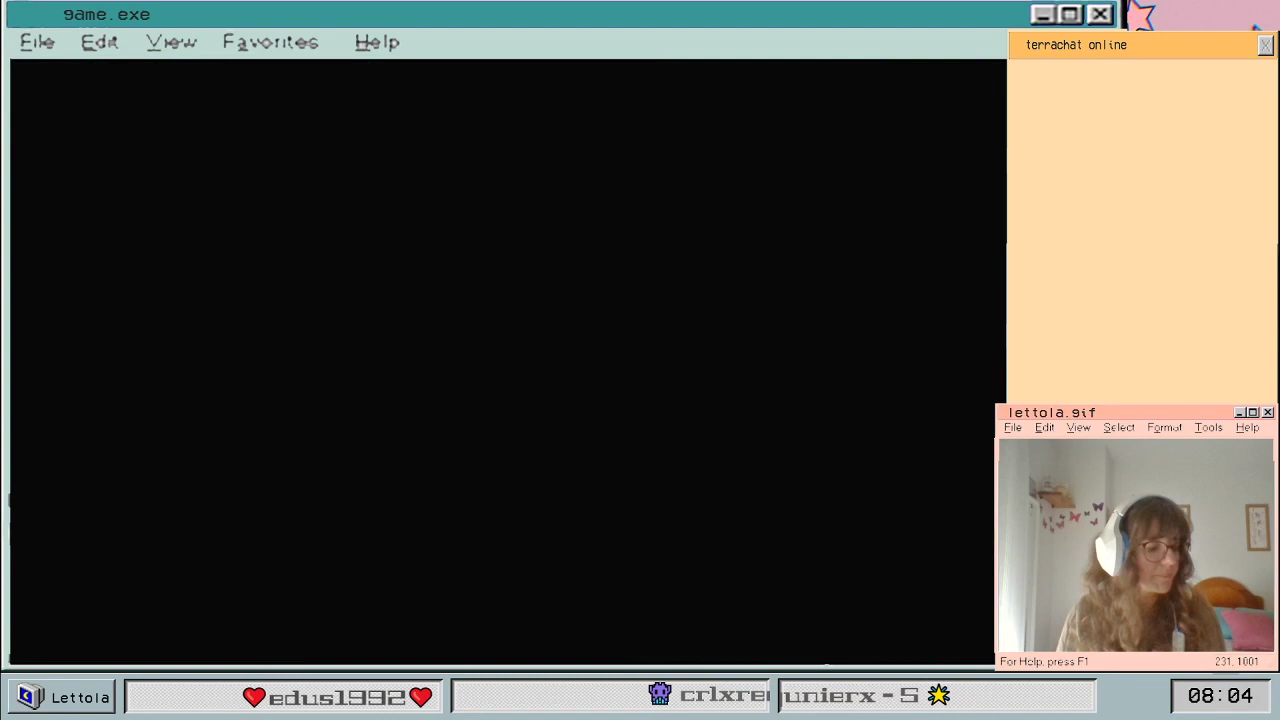 game.exe
File Edit View Favorites Help
terrachat online
lettola.gif
File Edit View Select Format Tools Help
For Help, press F1 231,1001
Lettola edus1992 crlxre unierx - 5 08:04